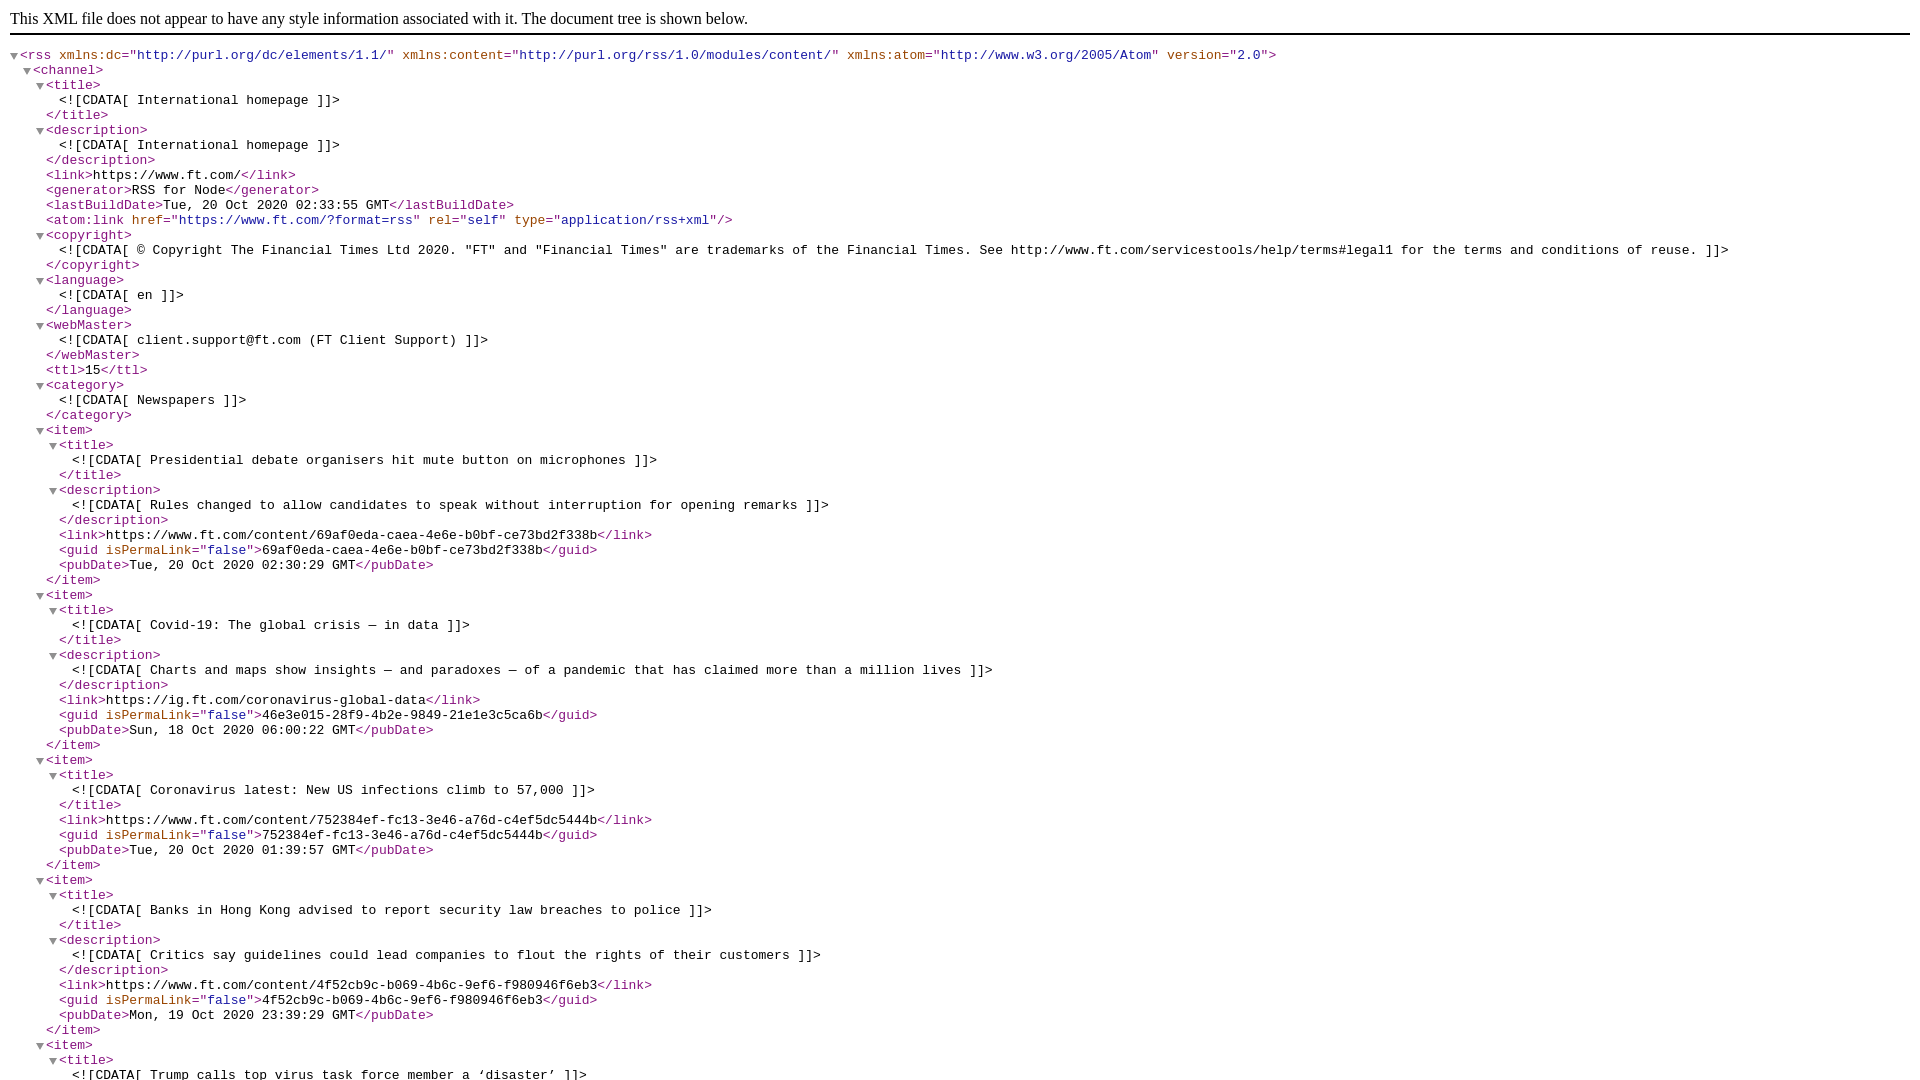 This XML file does not appear to have any style information associated with it. The document tree is shown below.
<rss xmlns:dc="http://purl.org/dc/elements/1.1/" xmlns:content="http://purl.org/rss/1.0/modules/content/" xmlns:atom="http://www.w3.org/2005/Atom" version="2.0">
<channel>
<title>
<![CDATA[ International homepage ]]>
</title>
<description>
<![CDATA[ International homepage ]]>
</description>
<link>https://www.ft.com/</link>
<generator>RSS for Node</generator>
<lastBuildDate>Tue, 20 Oct 2020 02:33:55 GMT</lastBuildDate>
<atom:link href="https://www.ft.com/?format=rss" rel="self" type="application/rss+xml"/>
<copyright>
<![CDATA[ © Copyright The Financial Times Ltd 2020. "FT" and "Financial Times" are trademarks of the Financial Times. See http://www.ft.com/servicestools/help/terms#legal1 for the terms and conditions of reuse. ]]>
</copyright>
<language>
<![CDATA[ en ]]>
</language>
<webMaster>
<![CDATA[ client.support@ft.com (FT Client Support) ]]>
</webMaster>
<ttl>15</ttl>
<category>
<![CDATA[ Newspapers ]]>
</category>
<item>
<title>
<![CDATA[ Presidential debate organisers hit mute button on microphones ]]>
</title>
<description>
<![CDATA[ Rules changed to allow candidates to speak without interruption for opening remarks ]]>
</description>
<link>https://www.ft.com/content/69af0eda-caea-4e6e-b0bf-ce73bd2f338b</link>
<guid isPermaLink="false">69af0eda-caea-4e6e-b0bf-ce73bd2f338b</guid>
<pubDate>Tue, 20 Oct 2020 02:30:29 GMT</pubDate>
</item>
<item>
<title>
<![CDATA[ Covid-19: The global crisis — in data ]]>
</title>
<description>
<![CDATA[ Charts and maps show insights — and paradoxes — of a pandemic that has claimed more than a million lives ]]>
</description>
<link>https://ig.ft.com/coronavirus-global-data</link>
<guid isPermaLink="false">46e3e015-28f9-4b2e-9849-21e1e3c5ca6b</guid>
<pubDate>Sun, 18 Oct 2020 06:00:22 GMT</pubDate>
</item>
<item>
<title>
<![CDATA[ Coronavirus latest: New US infections climb to 57,000 ]]>
</title>
<link>https://www.ft.com/content/752384ef-fc13-3e46-a76d-c4ef5dc5444b</link>
<guid isPermaLink="false">752384ef-fc13-3e46-a76d-c4ef5dc5444b</guid>
<pubDate>Tue, 20 Oct 2020 01:39:57 GMT</pubDate>
</item>
<item>
<title>
<![CDATA[ Banks in Hong Kong advised to report security law breaches to police ]]>
</title>
<description>
<![CDATA[ Critics say guidelines could lead companies to flout the rights of their customers ]]>
</description>
<link>https://www.ft.com/content/4f52cb9c-b069-4b6c-9ef6-f980946f6eb3</link>
<guid isPermaLink="false">4f52cb9c-b069-4b6c-9ef6-f980946f6eb3</guid>
<pubDate>Mon, 19 Oct 2020 23:39:29 GMT</pubDate>
</item>
<item>
<title>
<![CDATA[ Trump calls top virus task force member a ‘disaster’ ]]>